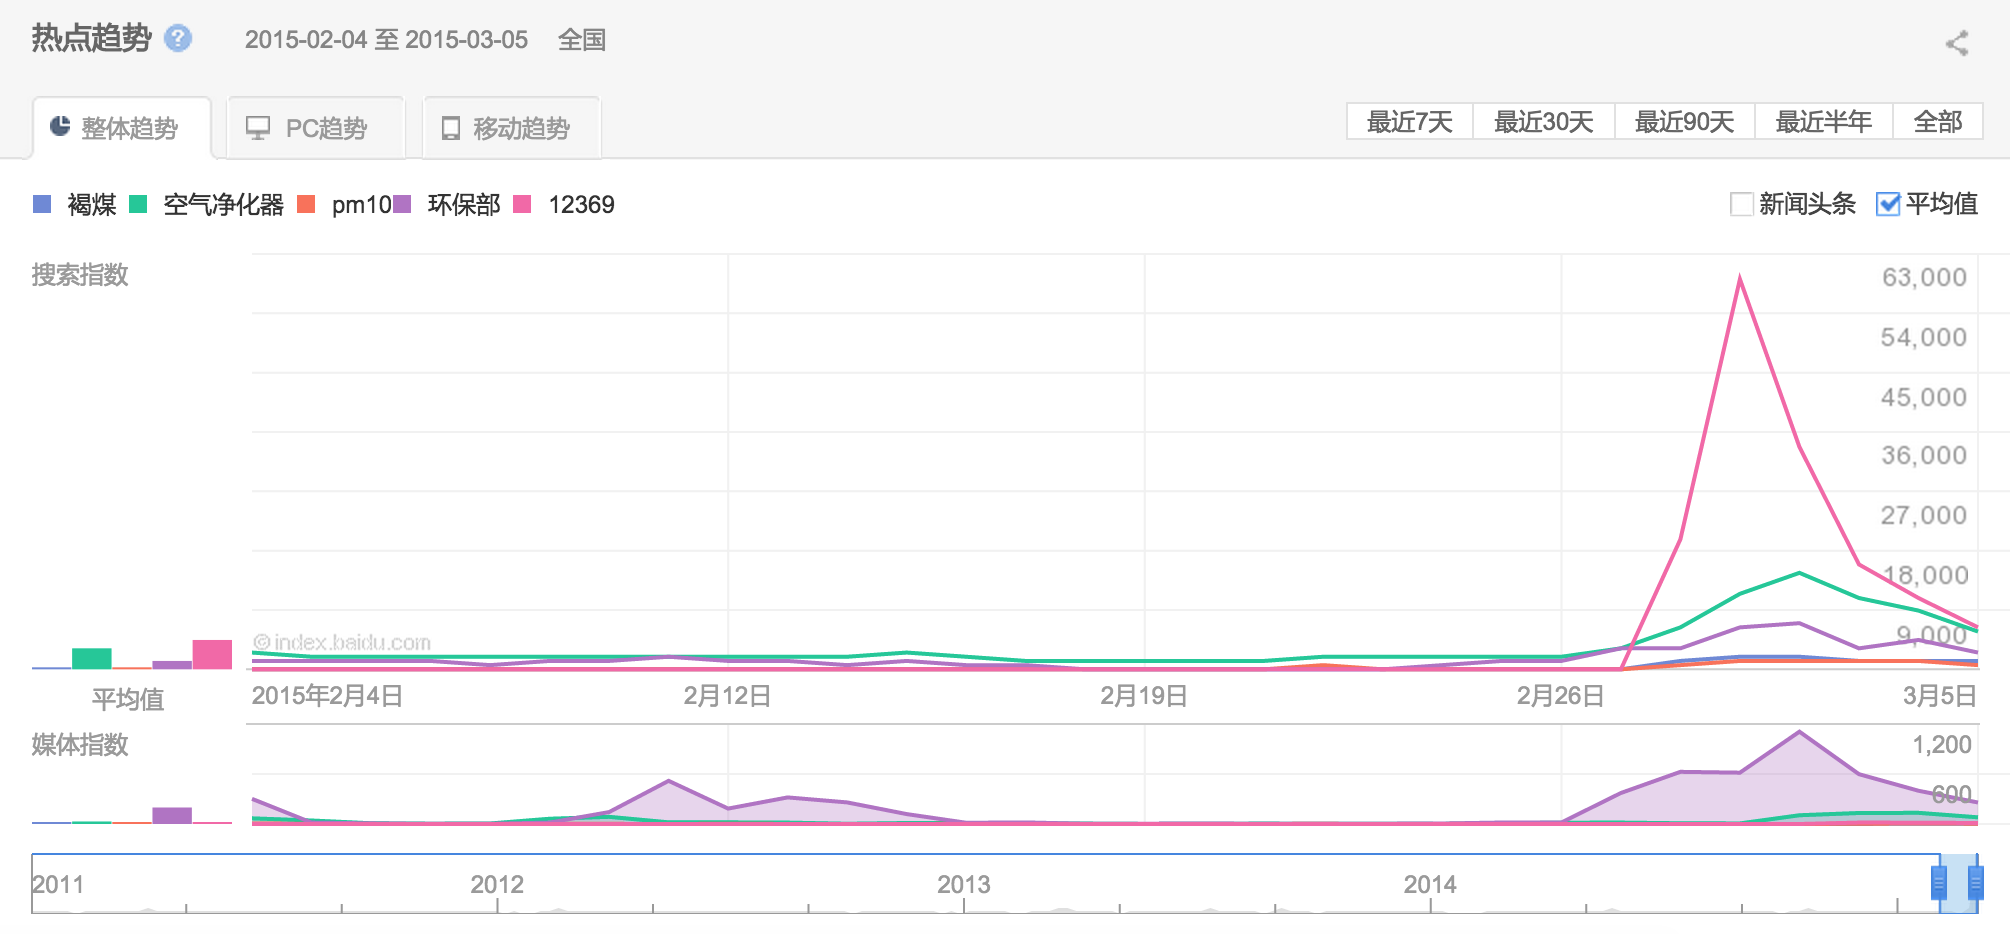 热点趋势 ? 2015-02-04 至 2015-03-05 全国
整体趋势 PC趋势 移动趋势 最近7天 最近30天 最近90天 最近半年 全部
褐煤 空气净化器 pm10 环保部 12369 新闻头条 平均值
搜索指数
63,000
54,000
45,000
36,000
27,000
18,000
9,000
© index.baidu.com
平均值 2015年2月4日 2月12日 2月19日 2月26日 3月5日
媒体指数 1,200
600
2011 2012 2013 2014